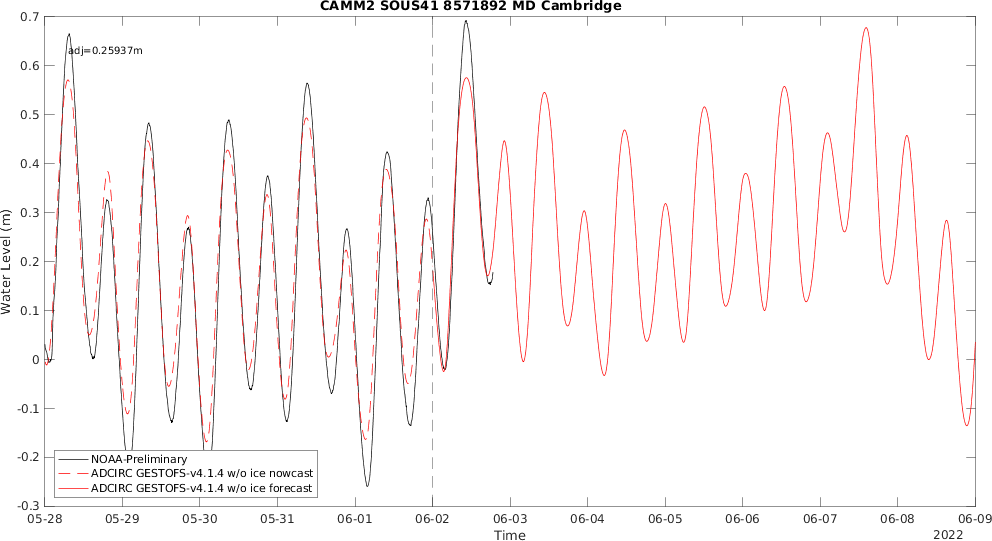 CAMM2 SOUS41 8571892 MD Cambridge
adj=0.25937m
Water Level (m)
0.7
0.6
0.5
0.4
0.3
0.2
0.1
0
-0.1
-0.2
-0.3
NOAA-Preliminary
ADCIRC GESTOFS-v4.1.4 w/o ice nowcast
ADCIRC GESTOFS-v4.1.4 w/o ice forecast
05-28 05-29 05-30 05-31 06-01 06-02 06-03 06-04 06-05 06-06 06-07 06-08 06-09
Time
2022